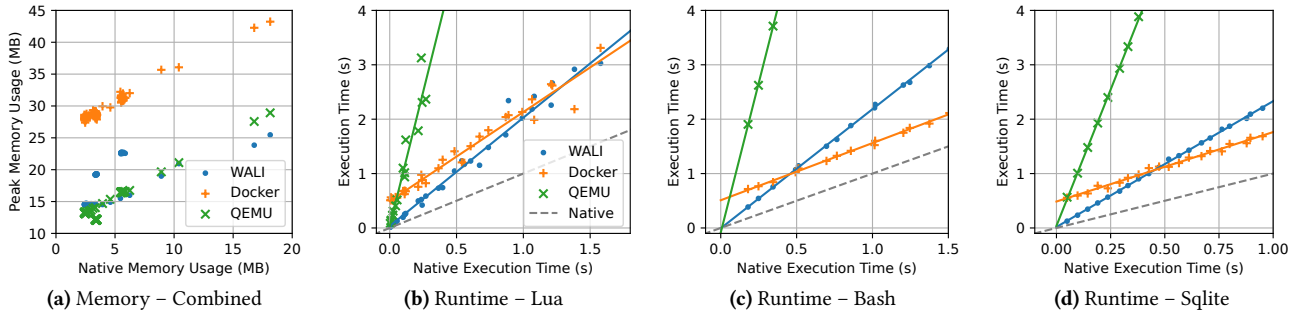 Peak Memory Usage (MB)
45
40
35
30
25
20
15
10
0
5
10
15
20
Native Memory Usage (MB)
WALI
Docker
QEMU
(a) Memory – Combined
Execution Time (s)
4
3
2
1
0
0.0
0.5
1.0
1.5
Native Execution Time (s)
WALI
Docker
QEMU
Native
(b) Runtime – Lua
Execution Time (s)
4
3
2
1
0
0.0
0.5
1.0
1.5
Native Execution Time (s)
(c) Runtime – Bash
Execution Time (s)
4
3
2
1
0
0.00
0.25
0.50
0.75
1.00
Native Execution Time (s)
(d) Runtime – Sqlite